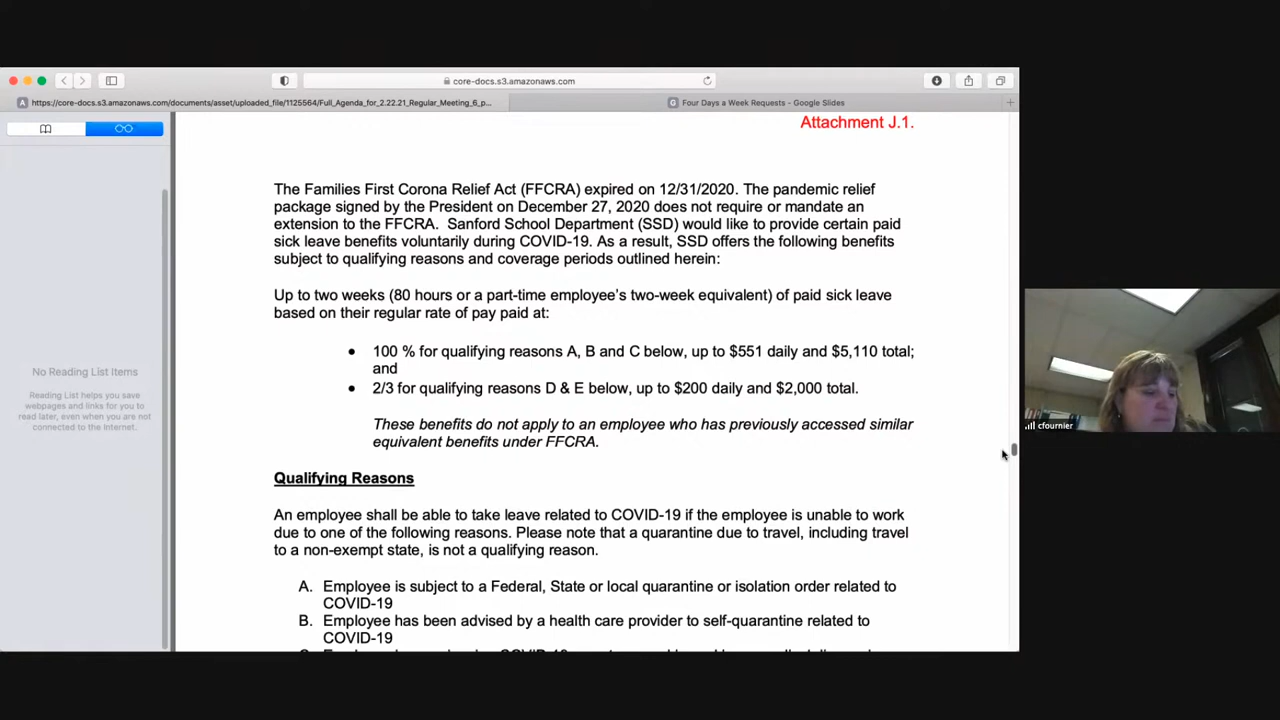 core-docs.s3.amazonaws.com
https://core-docs.s3.amazonaws.com/documents/asset/uploaded_file/1125564/Full_Agenda_for_2.22.21_Regular_Meeting_6_p...
Four Days a Week Requests - Google Slides
No Reading List Items
Reading List helps you save
webpages and links for you to
read later, even when you are
not connected to the Internet.
Attachment J.1.
The Families First Corona Relief Act (FFCRA) expired on 12/31/2020. The pandemic relief
package signed by the President on December 27, 2020 does not require or mandate an
extension to the FFCRA. Sanford School Department (SSD) would like to provide certain paid
sick leave benefits voluntarily during COVID-19. As a result, SSD offers the following benefits
subject to qualifying reasons and coverage periods outlined herein:
Up to two weeks (80 hours or a part-time employee's two-week equivalent) of paid sick leave
based on their regular rate of pay paid at:
• 100 % for qualifying reasons A, B and C below, up to $551 daily and $5,110 total;
and
• 2/3 for qualifying reasons D & E below, up to $200 daily and $2,000 total.
These benefits do not apply to an employee who has previously accessed similar
equivalent benefits under FFCRA.
Qualifying Reasons
An employee shall be able to take leave related to COVID-19 if the employee is unable to work
due to one of the following reasons. Please note that a quarantine due to travel, including travel
to a non-exempt state, is not a qualifying reason.
A. Employee is subject to a Federal, State or local quarantine or isolation order related to
COVID-19
B. Employee has been advised by a health care provider to self-quarantine related to
COVID-19
cfournier